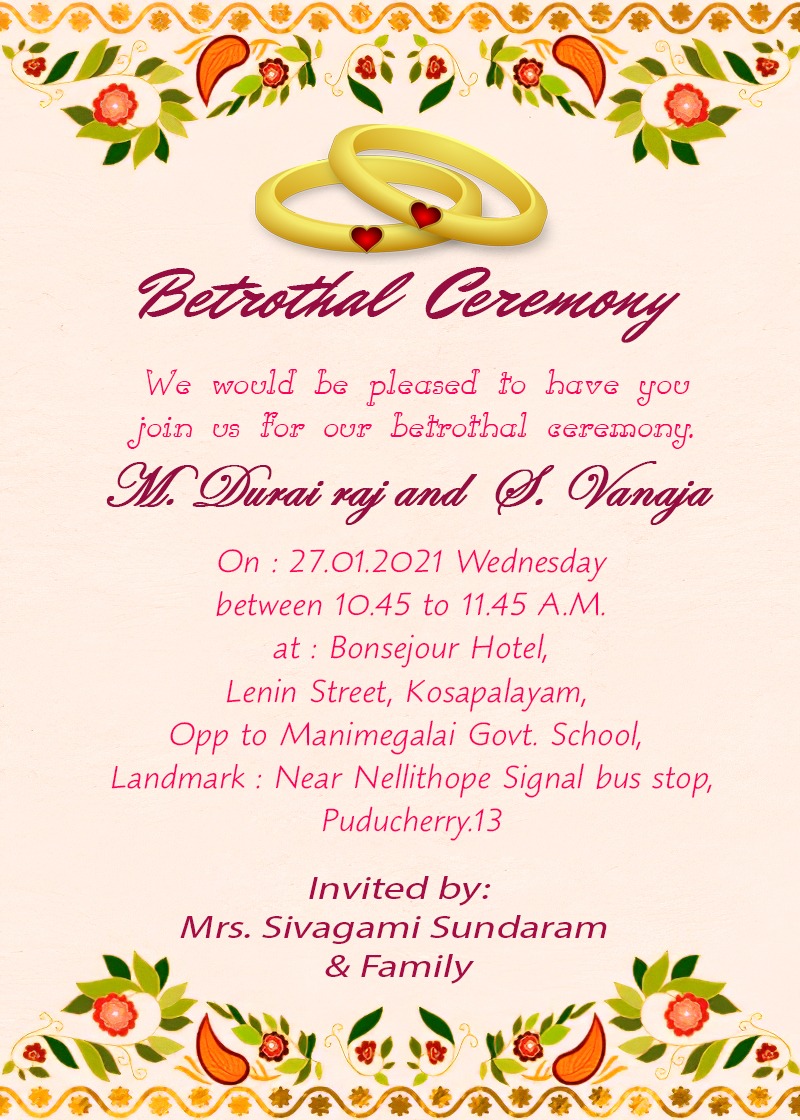 Betrothal Ceremony
We would be pleased to have you
join us for our betrothal ceremony.
M. Durai raj and S. Vanaja
On : 27.01.2021 Wednesday
between 10.45 to 11.45 A.M.
at : Bonsejour Hotel,
Lenin Street, Kosapalayam,
Opp to Manimegalai Govt. School,
Landmark : Near Nellithope Signal bus stop,
Puducherry.13
Invited by:
Mrs. Sivagami Sundaram
& Family